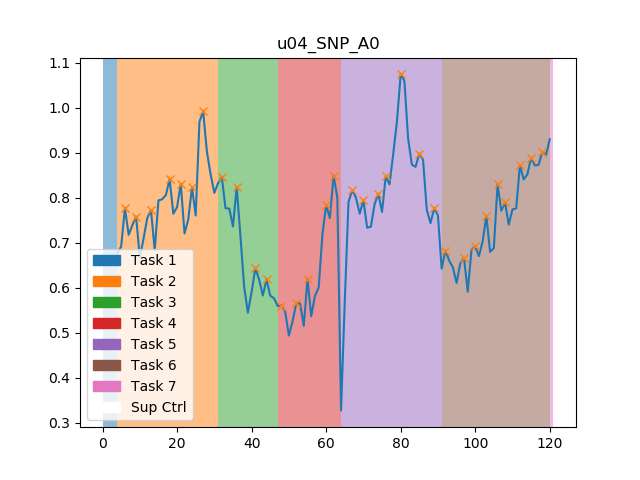 u04_SNP_A0
1.1
1.0
0.9
0.8
0.7
0.6
0.5
0.4
0.3
Task 1
Task 2
Task 3
Task 4
Task 5
Task 6
Task 7
Sup Ctrl
0 20 40 60 80 100 120